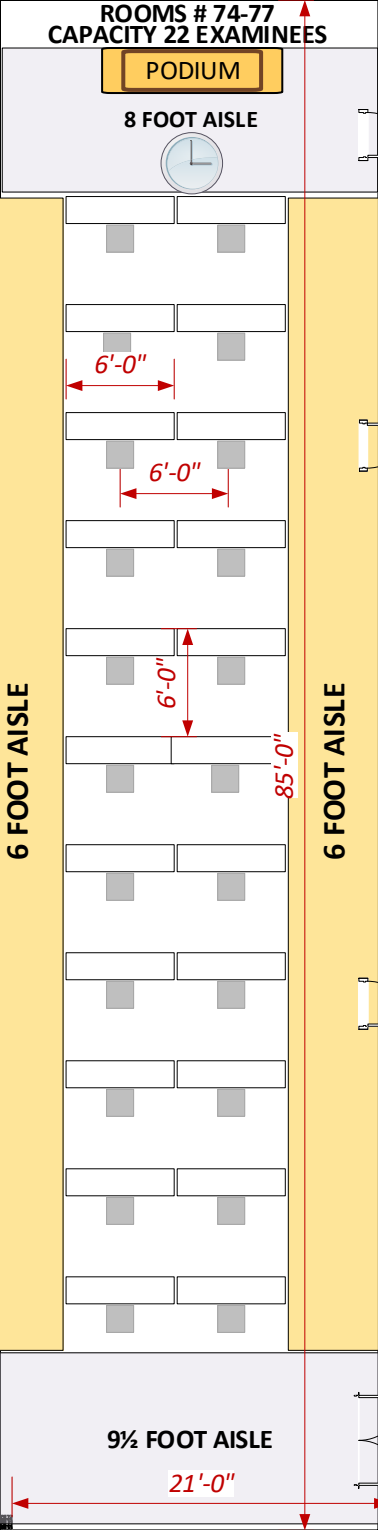 ROOMS # 74-77
CAPACITY 22 EXAMINEES
PODIUM
8 FOOT AISLE
6'-0"
6'-0"
6'-0"
6 FOOT AISLE
85'-0"
6 FOOT AISLE
9½ FOOT AISLE
21'-0"